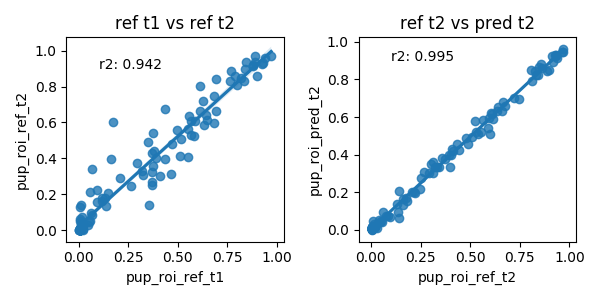 ref t1 vs ref t2
r2: 0.942
pup_roi_ref_t2
1.0
0.8
0.6
0.4
0.2
0.0
0.00
0.25
0.50
0.75
1.00
pup_roi_ref_t1
ref t2 vs pred t2
r2: 0.995
pup_roi_pred_t2
1.0
0.8
0.6
0.4
0.2
0.0
0.00
0.25
0.50
0.75
1.00
pup_roi_ref_t2